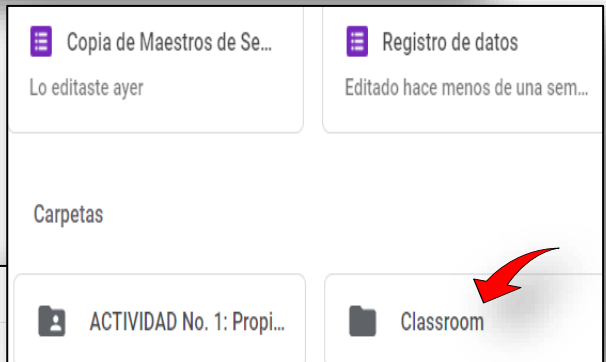 Copia de Maestros de Se...
Registro de datos
Lo editaste ayer
Editado hace menos de una sem...
Carpetas
ACTIVIDAD No. 1: Propi...
Classroom